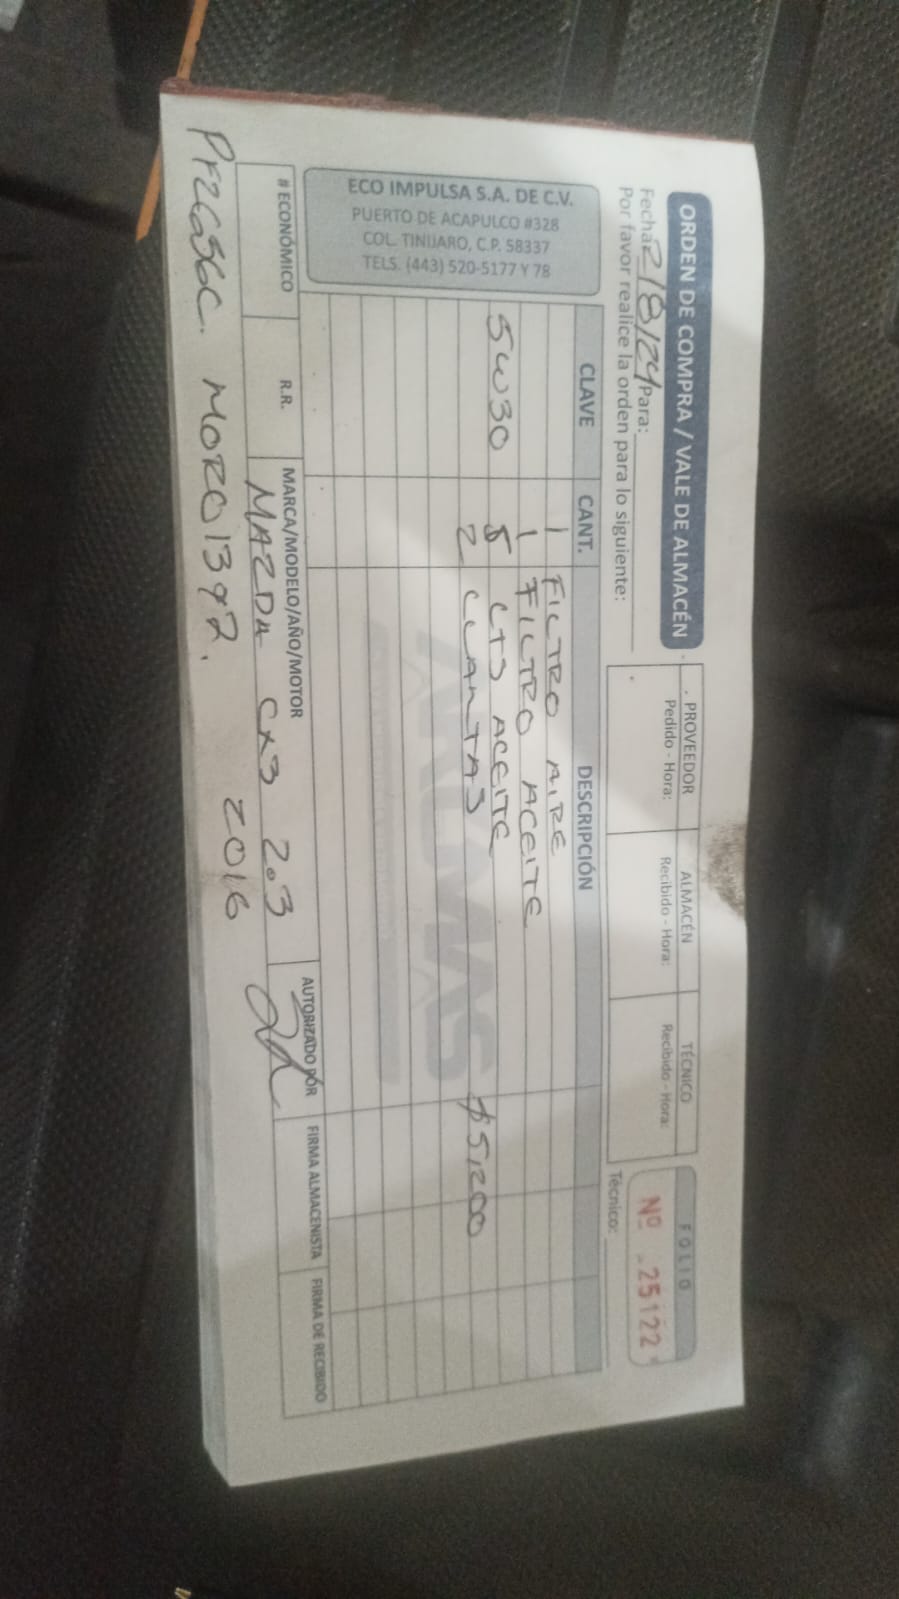 ORDEN DE COMPRA / VALE DE ALMACÉN
Fecha: 2/8/24 Para:
Por favor realice la orden para lo siguiente:
. PROVEEDOR
Pedido - Hora:
ALMACÉN
Recibido - Hora:
TÉCNICO
Recibido - Hora:
FOLIO
Nº 25122
Técnico:
ECO IMPULSA S.A. DE C.V.
PUERTO DE ACAPULCO #328
COL. TINIJARO, C.P. 58337
TELS. (443) 520-5177 Y 78
CLAVE CANT. DESCRIPCIÓN
1 FILTRO AIRE
1 FILTRO ACEITE
5W30 5 LTS ACEITE
2 LLANTAS $5,200
# ECONÓMICO R.R. MARCA/MODELO/AÑO/MOTOR AUTORIZADO POR FIRMA ALMACENISTA FIRMA DE RECIBIDO
MAZDA CX3 2.3
2016
MORO 1392.